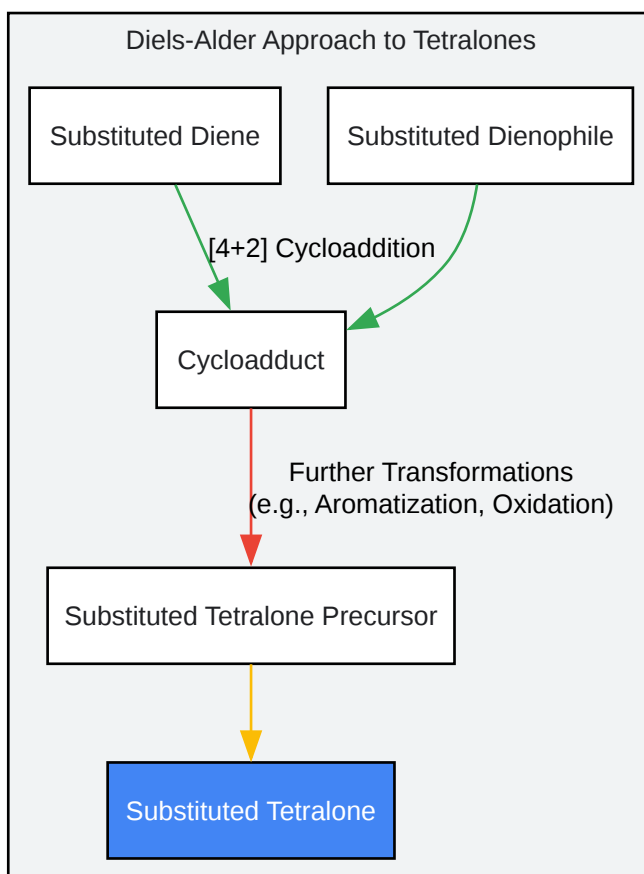 Diels-Alder Approach to Tetralones
Substituted Diene
Substituted Dienophile
[4+2] Cycloaddition
Cycloadduct
Further Transformations
(e.g., Aromatization, Oxidation)
Substituted Tetralone Precursor
Substituted Tetralone